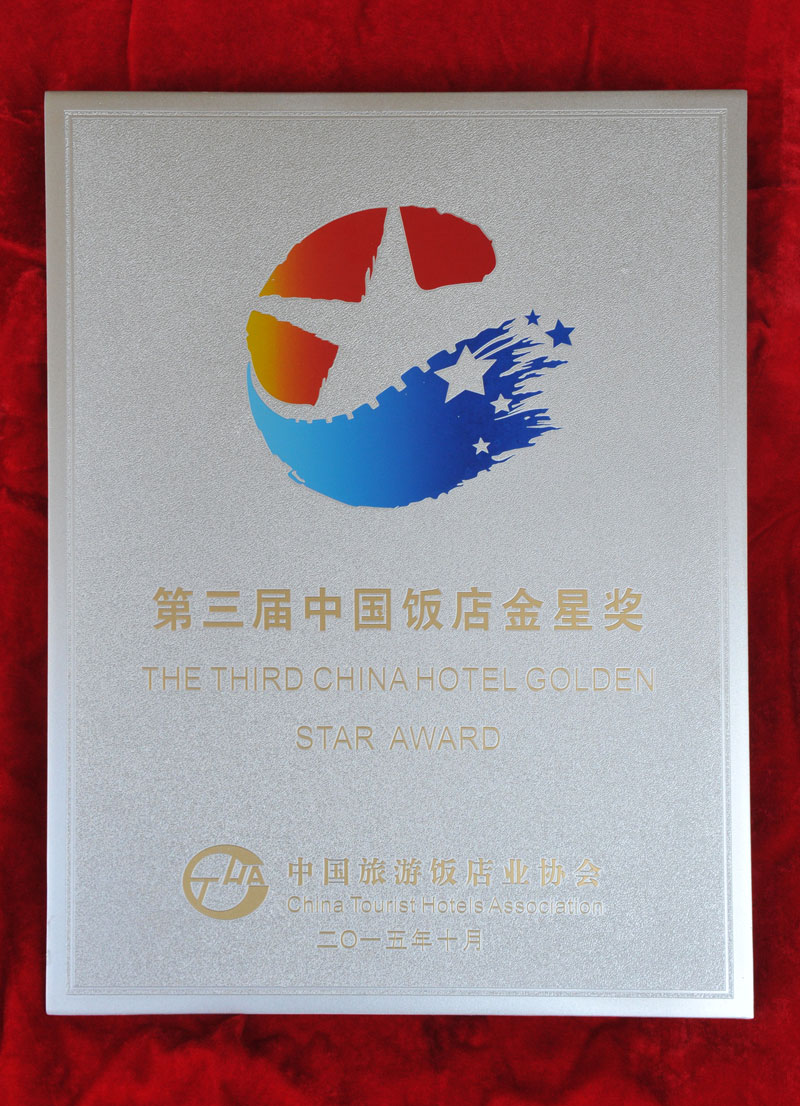 第三届中国饭店金星奖
THE THIRD CHINA HOTEL GOLDEN
STAR AWARD
CTHA
中国旅游饭店业协会
China Tourist Hotels Association
二〇一五年十月